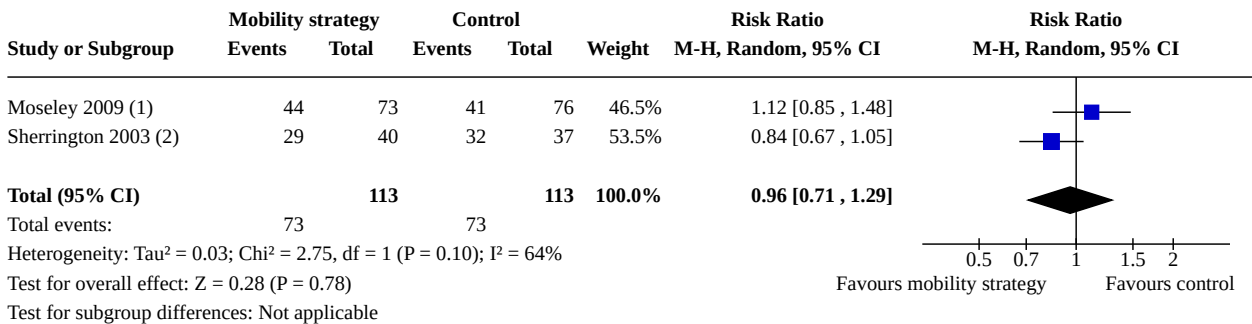 Mobility strategy Control Risk Ratio Risk Ratio
Study or Subgroup Events Total Events Total Weight M-H, Random, 95% CI M-H, Random, 95% CI
Moseley 2009 (1) 44 73 41 76 46.5% 1.12 [0.85 , 1.48]
Sherrington 2003 (2) 29 40 32 37 53.5% 0.84 [0.67 , 1.05]
Total (95% CI) 113 113 100.0% 0.96 [0.71 , 1.29]
Total events: 73 73
Heterogeneity: Tau² = 0.03; Chi² = 2.75, df = 1 (P = 0.10); I² = 64%
0.5 0.7 1 1.5 2
Test for overall effect: Z = 0.28 (P = 0.78) Favours mobility strategy Favours control
Test for subgroup differences: Not applicable